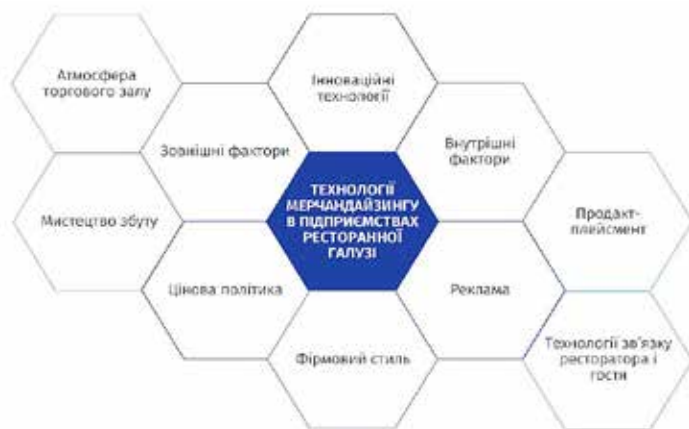 Атмосфера
торгового залу
Інноваційні
технології
Зовнішні фактори
Внутрішні
фактори
ТЕХНОЛОГІЇ
МЕРЧАНДАЙЗИНГУ
В ПІДПРИЄМСТВАХ
РЕСТОРАННОЇ
ГАЛУЗІ
Мистецтво збуту
Продакт-
плейсмент
Цінова політика
Реклама
Фірмовий стиль
Технології зв'язку
ресторатора і
гостя